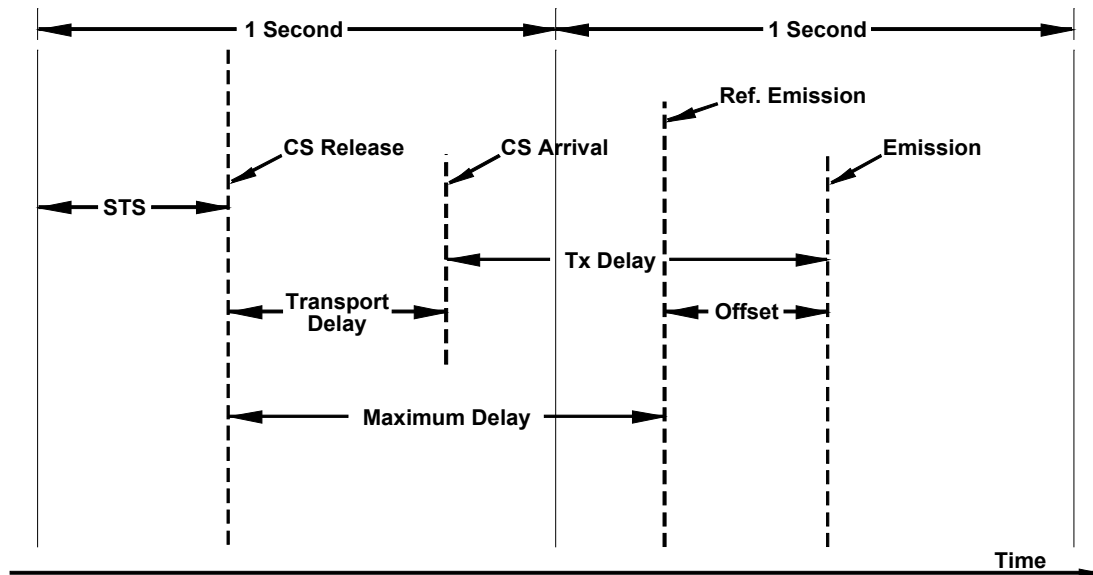 1 Second
1 Second
Ref. Emission
CS Release
CS Arrival
Emission
STS
Tx Delay
Transport
Delay
Offset
Maximum Delay
Time